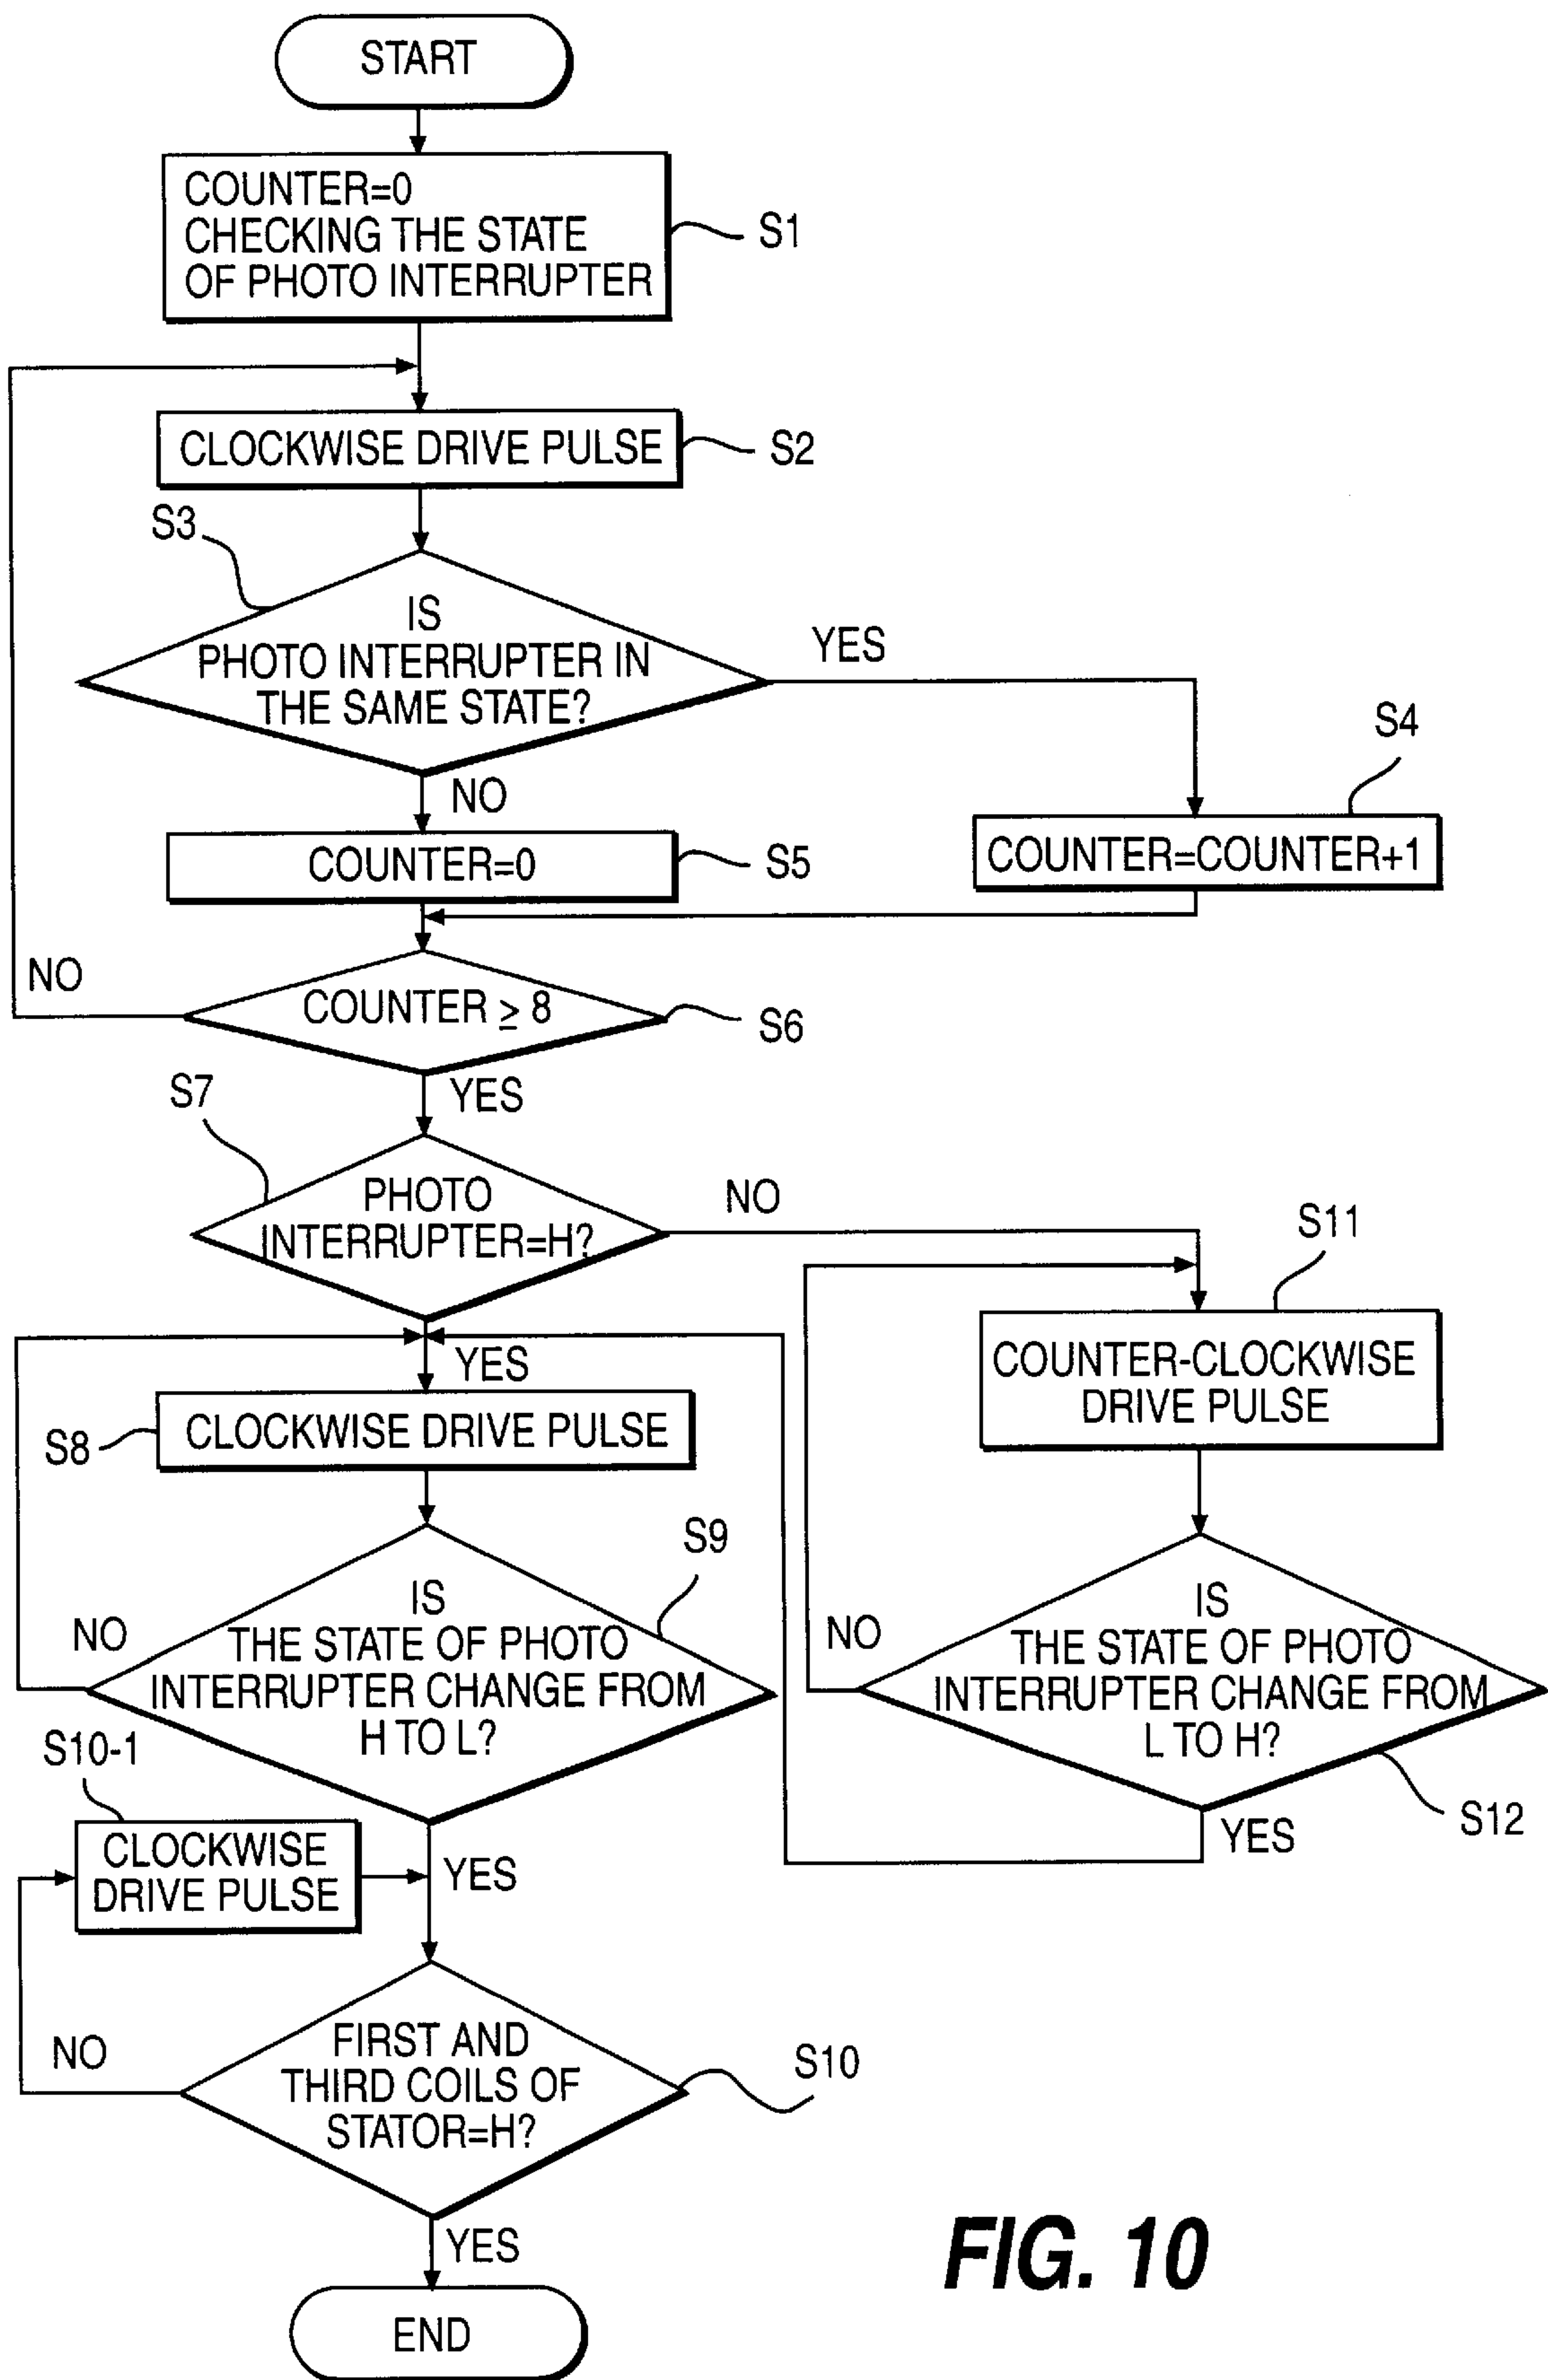 START
COUNTER=0
CHECKING THE STATE
OF PHOTO INTERRUPTER
S1
CLOCKWISE DRIVE PULSE
S2
S3
IS
PHOTO INTERRUPTER IN
THE SAME STATE?
YES
S4
NO
COUNTER=0
S5
COUNTER=COUNTER+1
NO
COUNTER ≥ 8
S6
S7
YES
PHOTO
INTERRUPTER=H?
NO
S11
YES
COUNTER-CLOCKWISE
DRIVE PULSE
S8
CLOCKWISE DRIVE PULSE
S9
IS
THE STATE OF PHOTO
INTERRUPTER CHANGE FROM
H TO L?
NO
IS
THE STATE OF PHOTO
INTERRUPTER CHANGE FROM
L TO H?
NO
S10-1
S12
CLOCKWISE
DRIVE PULSE
YES
YES
FIRST AND
THIRD COILS OF
STATOR=H?
NO
S10
YES
FIG. 10
END